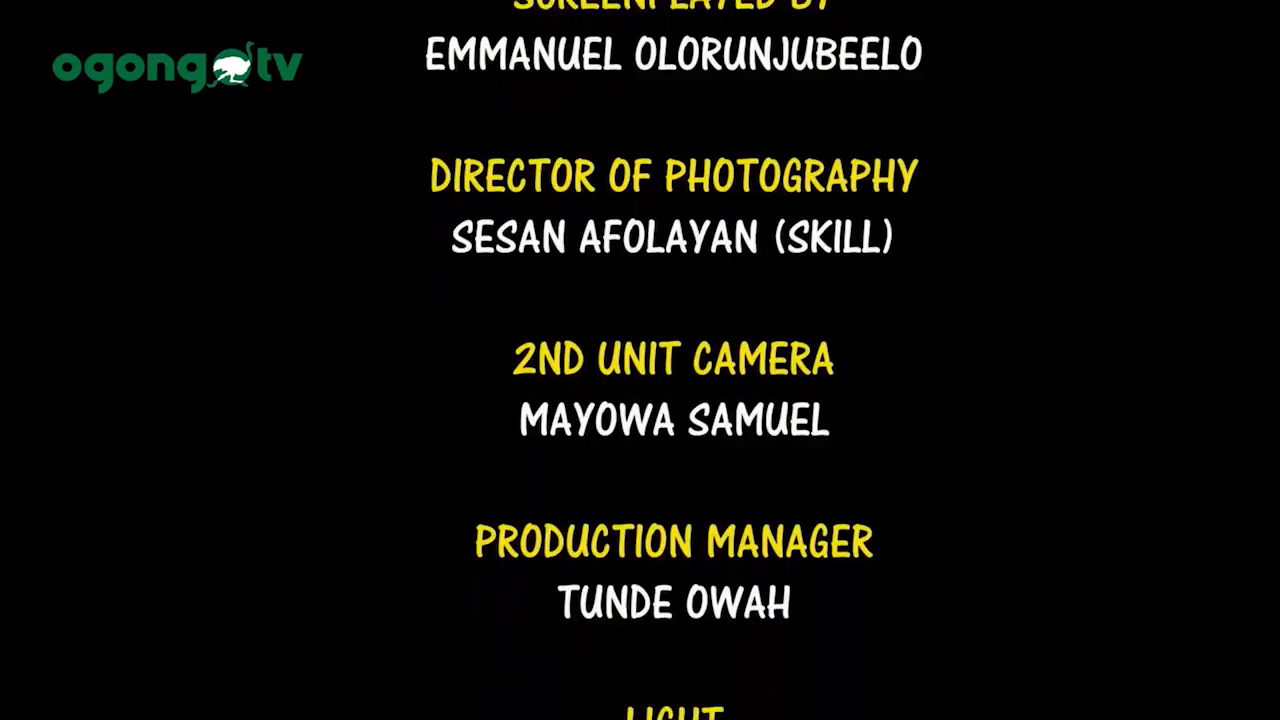 SCREENPLAYED BY
EMMANUEL OLORUNJUBEELO
ogongotv
DIRECTOR OF PHOTOGRAPHY
SESAN AFOLAYAN (SKILL)
2ND UNIT CAMERA
MAYOWA SAMUEL
PRODUCTION MANAGER
TUNDE OWAH
LIGHT